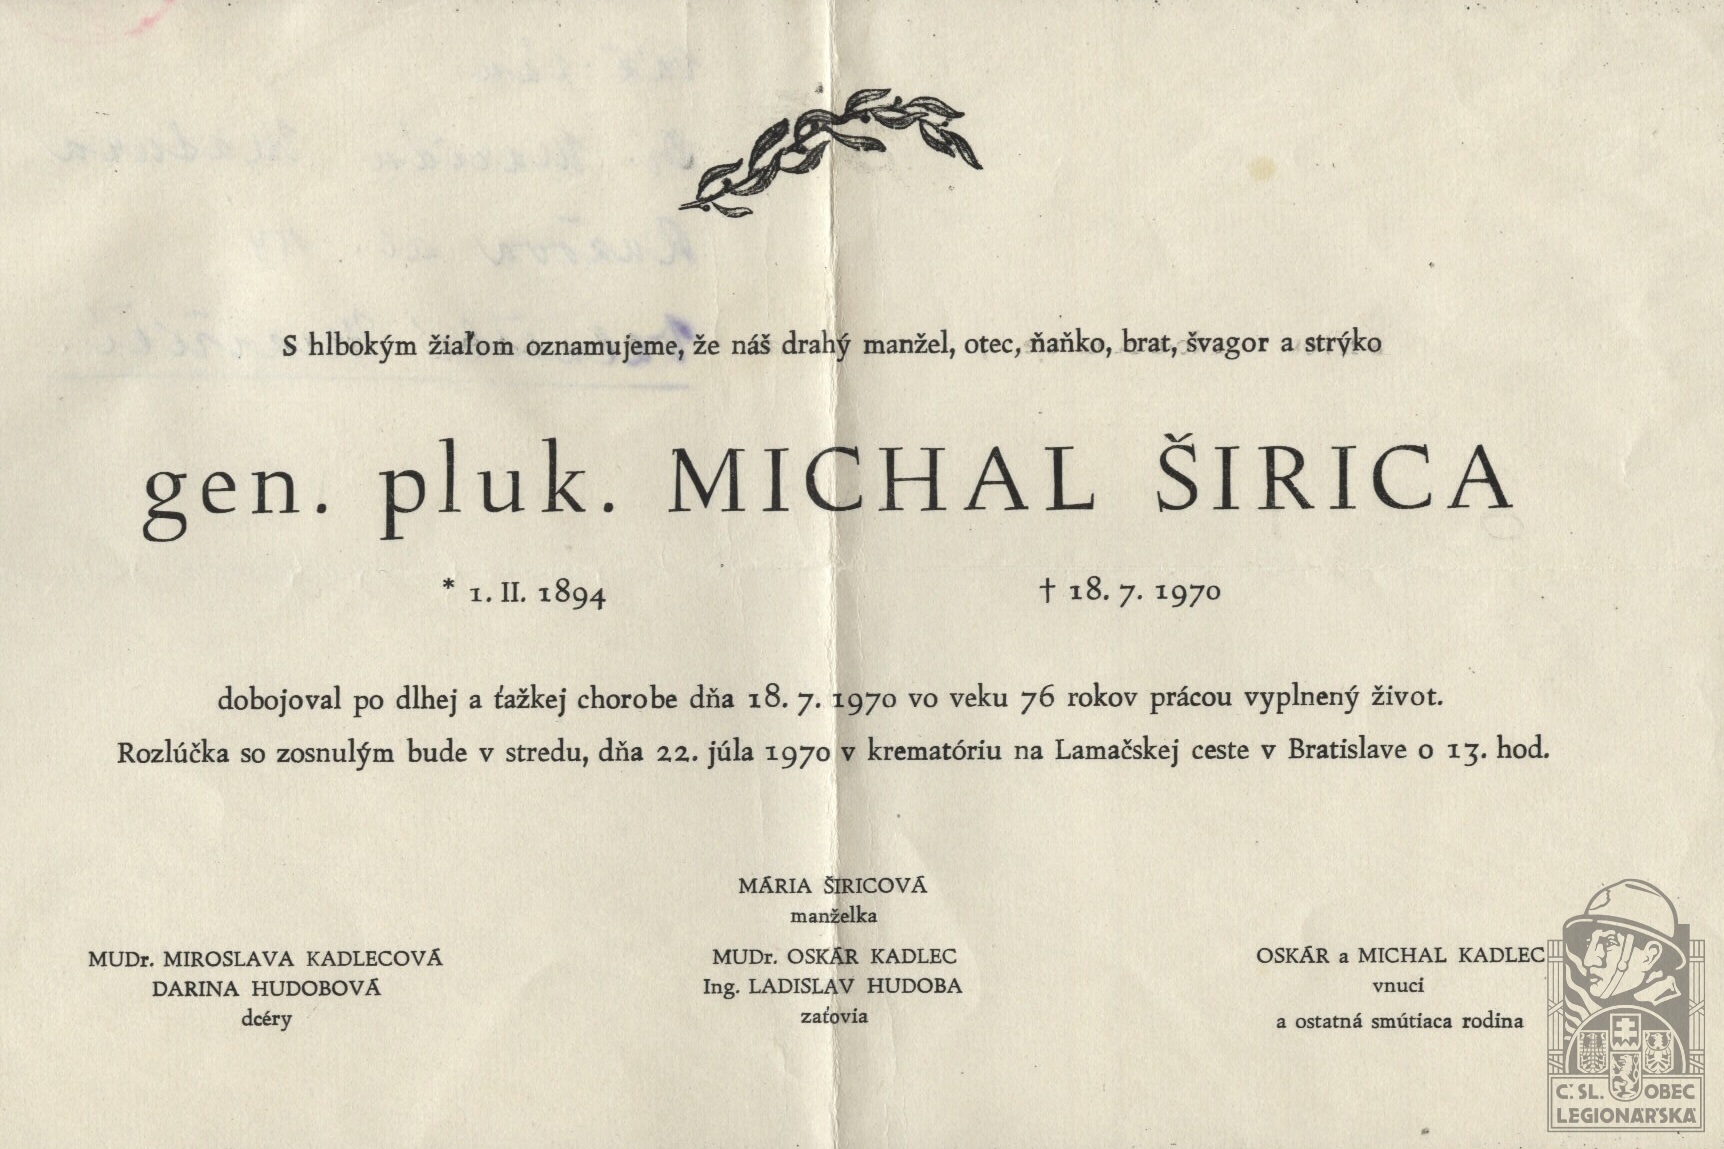 S hlbokým žiaľom oznamujeme, že náš drahý manžel, otec, ňaňko, brat, švagor a strýko
gen. pluk. MICHAL ŠIRICA
* 1. II. 1894
† 18. 7. 1970
dobojoval po dlhej a ťažkej chorobe dňa 18. 7. 1970 vo veku 76 rokov prácou vyplnený život.
Rozlúčka so zosnulým bude v stredu, dňa 22. júla 1970 v krematóriu na Lamačskej ceste v Bratislave o 13. hod.
MÁRIA ŠIRICOVÁ
manželka
MUDr. MIROSLAVA KADLECOVÁ
DARINA HUDOBOVÁ
dcéry
MUDr. OSKÁR KADLEC
Ing. LADISLAV HUDOBA
zaťovia
OSKÁR a MICHAL KADLEC
vnuci
a ostatná smútiaca rodina
Č.SL. OBEC
LEGIONÁŘSKÁ